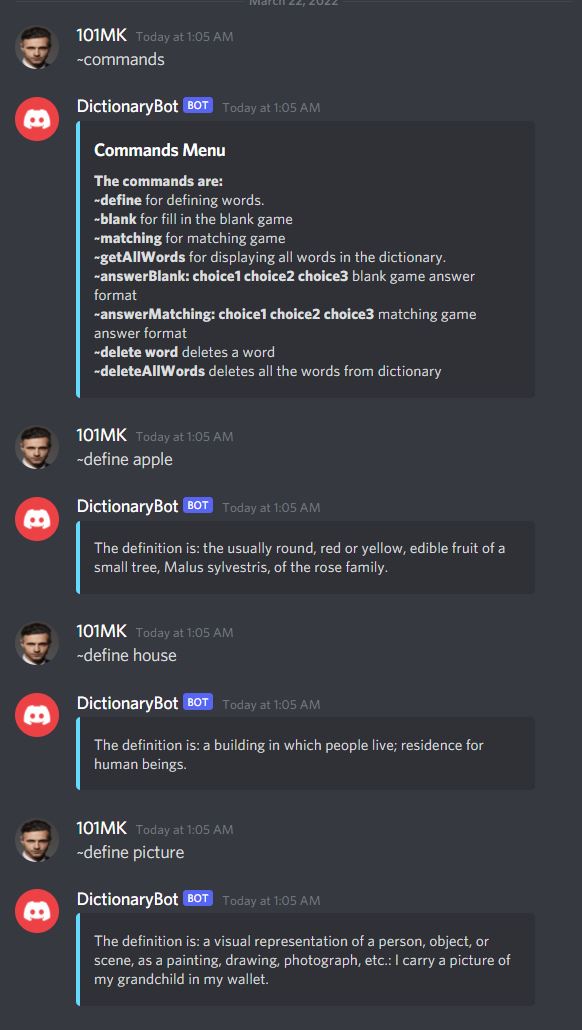 March 22, 2022
101MK Today at 1:05 AM
~commands
DictionaryBot BOT Today at 1:05 AM
Commands Menu
The commands are:
~define for defining words.
~blank for fill in the blank game
~matching for matching game
~getAllWords for displaying all words in the dictionary.
~answerBlank: choice1 choice2 choice3 blank game answer
format
~answerMatching: choice1 choice2 choice3 matching game
answer format
~delete word deletes a word
~deleteAllWords deletes all the words from dictionary
101MK Today at 1:05 AM
~define apple
DictionaryBot BOT Today at 1:05 AM
The definition is: the usually round, red or yellow, edible fruit of a
small tree, Malus sylvestris, of the rose family.
101MK Today at 1:05 AM
~define house
DictionaryBot BOT Today at 1:05 AM
The definition is: a building in which people live; residence for
human beings.
101MK Today at 1:05 AM
~define picture
DictionaryBot BOT Today at 1:05 AM
The definition is: a visual representation of a person, object, or
scene, as a painting, drawing, photograph, etc.: I carry a picture of
my grandchild in my wallet.